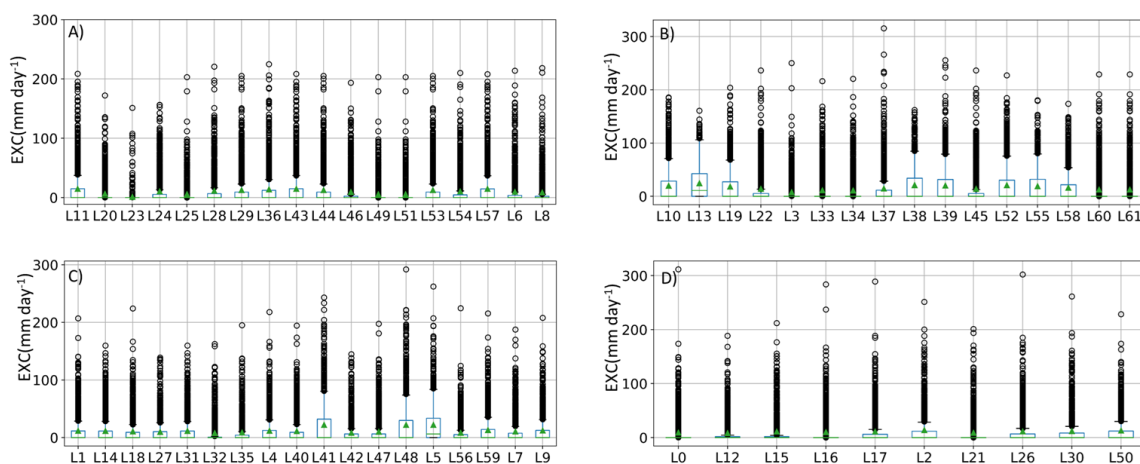 A)
EXC(mm day⁻¹)
300
200
100
0
L11 L20 L23 L24 L25 L28 L29 L36 L43 L44 L46 L49 L51 L53 L54 L57 L6 L8
B)
EXC(mm day⁻¹)
300
200
100
0
L10 L13 L19 L22 L3 L33 L34 L37 L38 L39 L45 L52 L55 L58 L60 L61
C)
EXC(mm day⁻¹)
300
200
100
0
L1 L14 L18 L27 L31 L32 L35 L4 L40 L41 L42 L47 L48 L5 L56 L59 L7 L9
D)
EXC(mm day⁻¹)
300
200
100
0
L0 L12 L15 L16 L17 L2 L21 L26 L30 L50